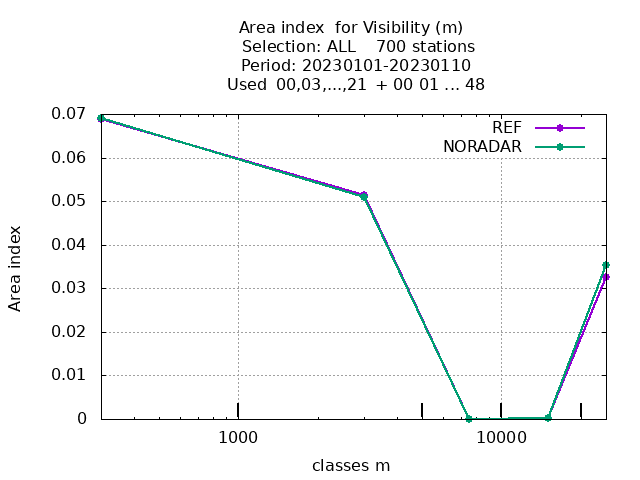 Area index  for Visibility (m)
Selection: ALL    700 stations
Period: 20230101-20230110
Used  00,03,...,21  + 00 01 ... 48
REF
NORADAR
0.07
0.06
0.05
0.04
0.03
0.02
0.01
0
Area index
1000
10000
classes m